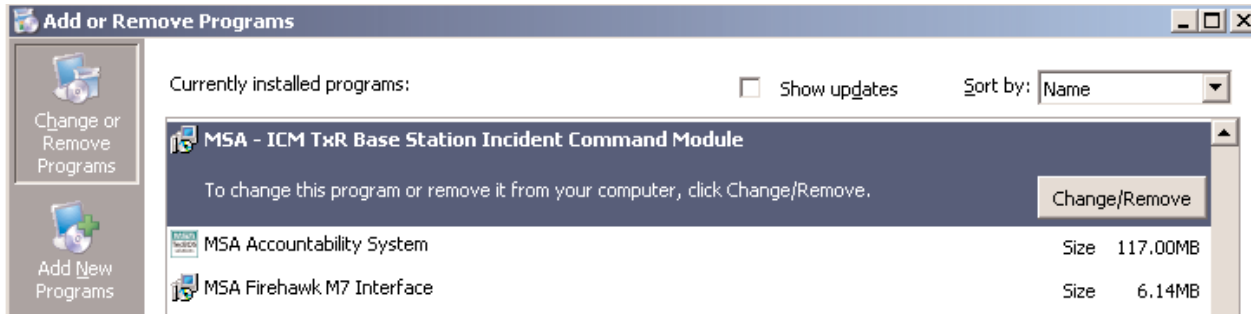 Add or Remove Programs
Change or
Remove
Programs
Currently installed programs:
Show updates
Sort by: Name
MSA - ICM TxR Base Station Incident Command Module
To change this program or remove it from your computer, click Change/Remove.
Change/Remove
Add New
Programs
MSA Accountability System Size 117.00MB
MSA Firehawk M7 Interface Size 6.14MB